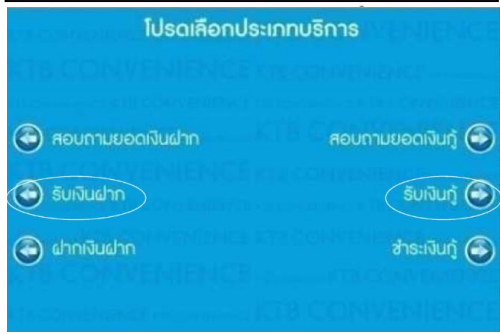 โปรดเลือกประเภทบริการ
สอบถามยอดเงินฝาก
สอบถามยอดเงินกู้
รับเงินฝาก
รับเงินกู้
ฝากเงินฝาก
ชำระเงินกู้